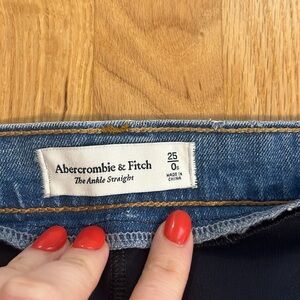 Abercrombie & Fitch
The Ankle Straight
25
0s
MADE IN
CHINA